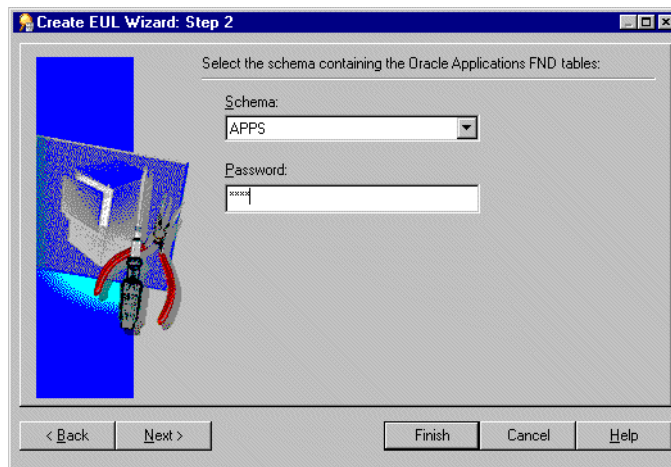 Create EUL Wizard: Step 2
Select the schema containing the Oracle Applications FND tables:
Schema:
APPS
Password:
****
< Back Next > Finish Cancel Help